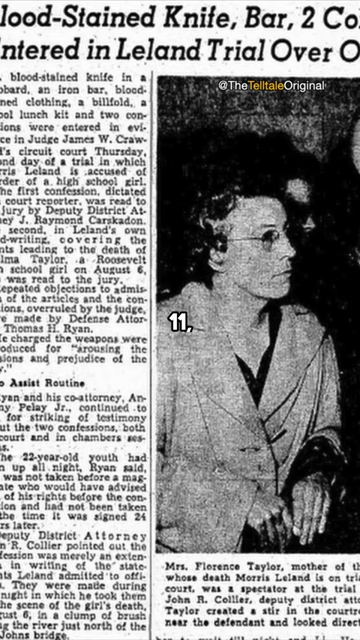 lood-Stained Knife, Bar, 2 Co
ntered in Leland Trial Over O
@TheTelltaleOriginal
blood-stained knife in a
bbard, an iron bar, blood-
ned clothing, a billfold, a
ool lunch kit and two con-
ions were entered in evi-
ce in Judge James W. Craw-
's circuit court Thursday,
ond day of a trial in which
rris Leland is accused of
rder of a high school girl.
he first confession, dictated
court reporter, was read to
jury by Deputy District At-
ney J. Raymond Carskadon.
second, in Leland's own
d-writing, covering the
nts leading to the death of
lma Taylor, a Roosevelt
h school girl on August 6,
was read to the jury.
epeated objections to admis-
of the articles and the con-
ions, overruled by the judge,
e made by Defense Attor-
Thomas H. Ryan.
e charged the weapons were
oduced for "arousing the
sions and prejudice of the
y."
o Assist Routine
yan and his co-attorney, An-
ny Pelay Jr., continued to
for striking of testimony
ut the two confessions, both
court and in chambers ses-
s.
he 22-year-old youth had
n up all night, Ryan said,
was not taken before a mag-
ate who would have advised
of his rights before the con-
ion and had not been taken
the time it was signed 24
rs later.
eputy District Attorney
n R. Collier pointed out the
fession was merely an exten-
in writing of the state-
nts Leland admitted to offi-
s. They were made during
night in which he took them
the scene of the girl's death,
ust 6, in a clump of brush
ng the river just north of the
Johns bridge.
11,
Mrs. Florence Taylor, mother of th
whose death Morris Leland is on tria
court, was a spectator at the trial
John R. Collier, deputy district atto
Taylor created a stir in the courtr
near the defendant and looked direc